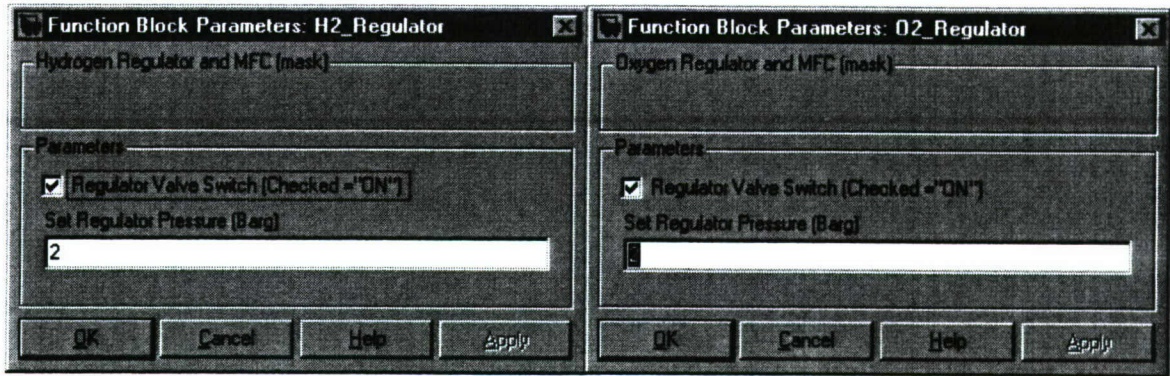 Function Block Parameters: H2_Regulator
Hydrogen Regulator and MFC (mask)
Parameters
Regulator Valve Switch (Checked ="ON")
Set Regulator Pressure (Barg)
2
OK Cancel Help Apply
Function Block Parameters: O2_Regulator
Oxygen Regulator and MFC (mask)
Parameters
Regulator Valve Switch (Checked ="ON")
Set Regulator Pressure (Barg)
OK Cancel Help Apply